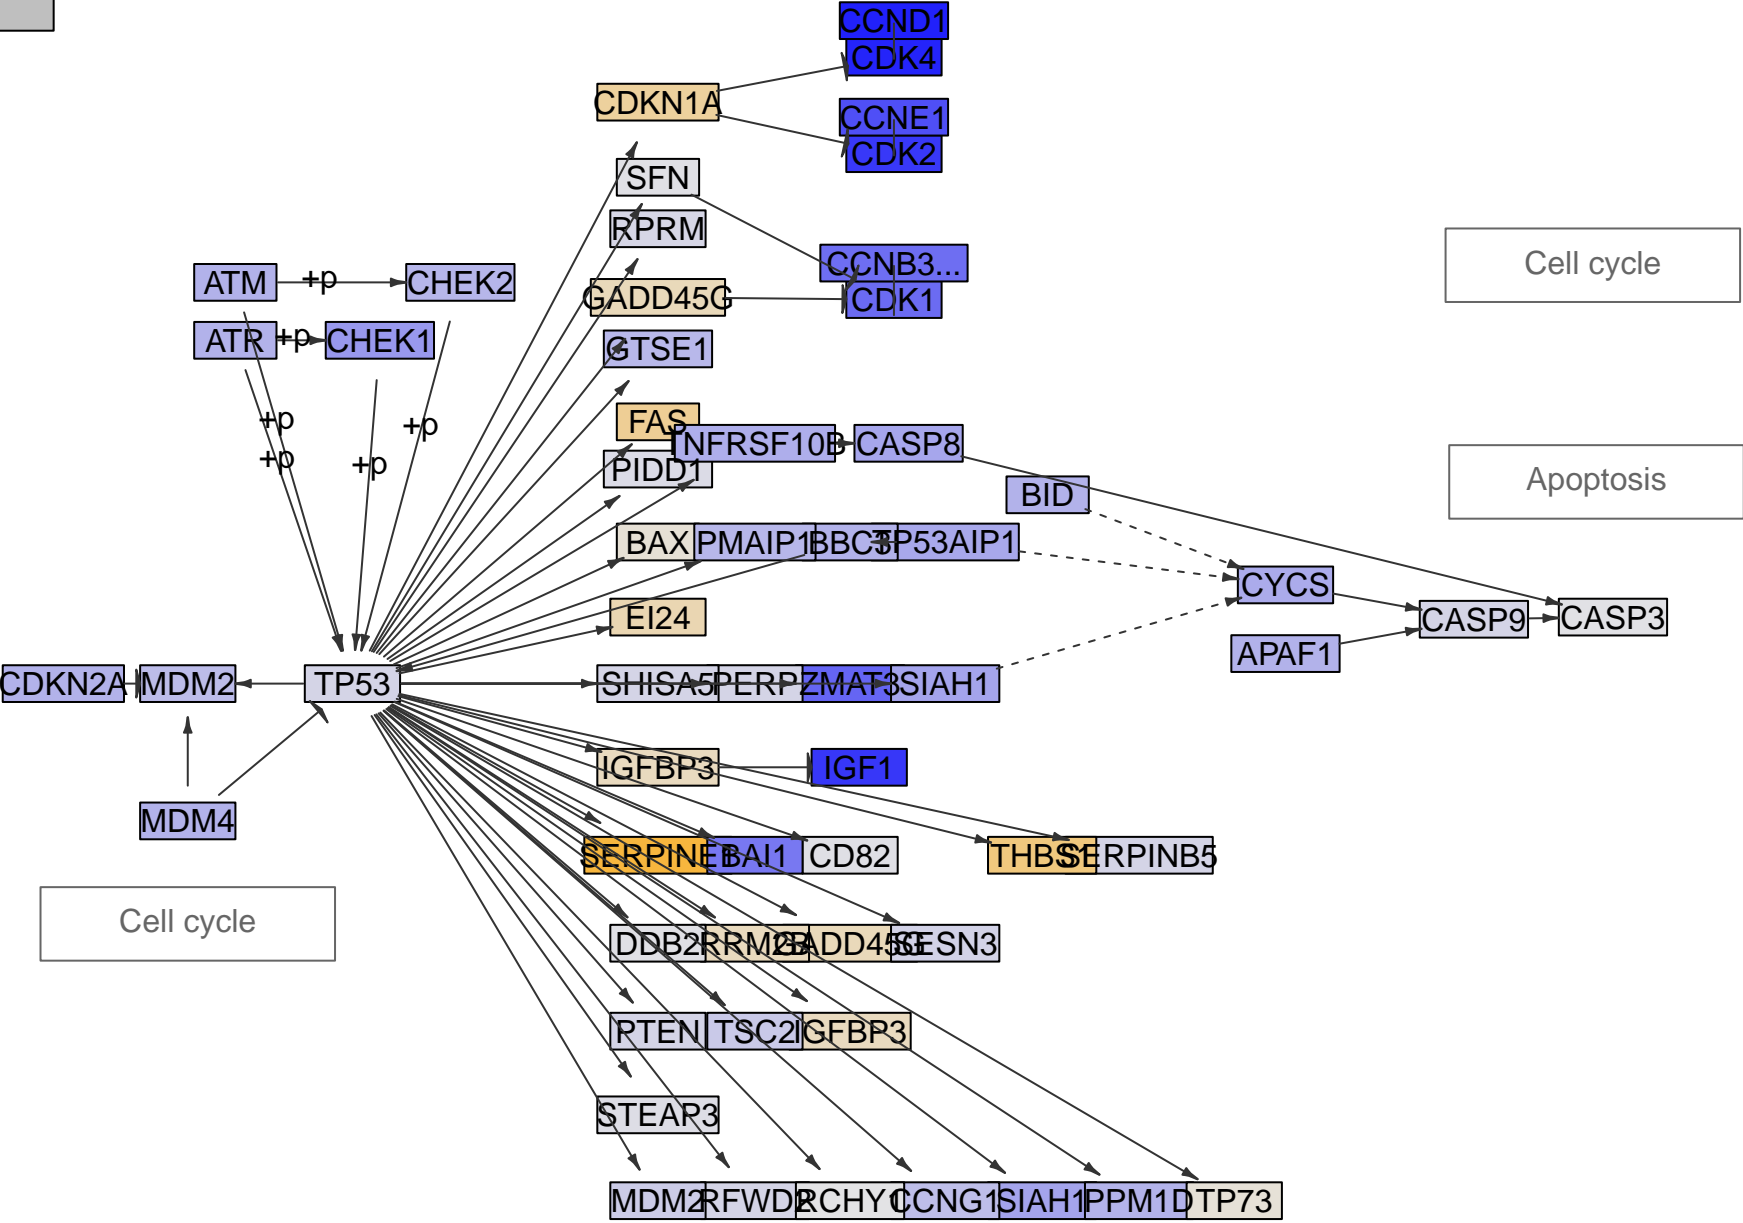 CCND1
CDK4
CDKN1A
CCNE1
CDK2
SFN
RPRM
CCNB3...
Cell cycle
ATM
+p
CHEK2
GADD45G
CDK1
ATR
+p
CHEK1
GTSE1
+p
+p
FAS
TNFRSF10B
CASP8
+p
+p
PIDD1
Apoptosis
BID
BAX
PMAIP1
BBC3
TP53AIP1
CYCS
EI24
CASP9
CASP3
APAF1
CDKN2A
MDM2
TP53
SHISA5
PERP
ZMAT3
SIAH1
IGFBP3
IGF1
MDM4
SERPINE1
BAI1
CD82
THBS1
SERPINB5
Cell cycle
DDB2
RRM2B
GADD45G
SESN3
PTEN
TSC2
IGFBP3
STEAP3
MDM2
RFWD2
RCHY1
CCNG1
SIAH1
PPM1D
TP73